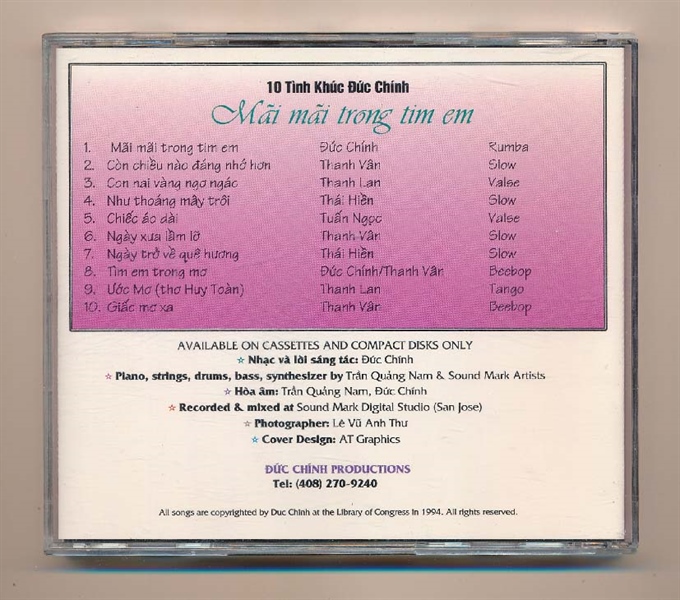 10 Tình Khúc Đức Chính
Mãi mãi trong tim em
1. Mãi mãi trong tim em Đức Chính Rumba
2. Còn chiều nào đáng nhớ hơn Thanh Vân Slow
3. Con nai vàng ngơ ngác Thanh Lan Valse
4. Như thoáng mây trôi Thái Hiền Slow
5. Chiếc áo dài Tuấn Ngọc Valse
6. Ngày xưa lầm lỡ Thanh Vân Slow
7. Ngày trở về quê hương Thái Hiền Slow
8. Tìm em trong mơ Đức Chính/Thanh Vân Beebop
9. Ước Mơ (thơ Huy Toàn) Thanh Lan Tango
10. Giấc mơ xa Thanh Vân Beebop
AVAILABLE ON CASSETTES AND COMPACT DISKS ONLY
☆ Nhạc và lời sáng tác: Đức Chính
☆ Piano, strings, drums, bass, synthesizer by Trần Quảng Nam & Sound Mark Artists
☆ Hòa âm: Trần Quảng Nam, Đức Chính
☆ Recorded & mixed at Sound Mark Digital Studio (San Jose)
☆ Photographer: Lê Vũ Anh Thư
☆ Cover Design: AT Graphics
ĐỨC CHÍNH PRODUCTIONS
Tel: (408) 270-9240
All songs are copyrighted by Duc Chinh at the Library of Congress in 1994. All rights reserved.